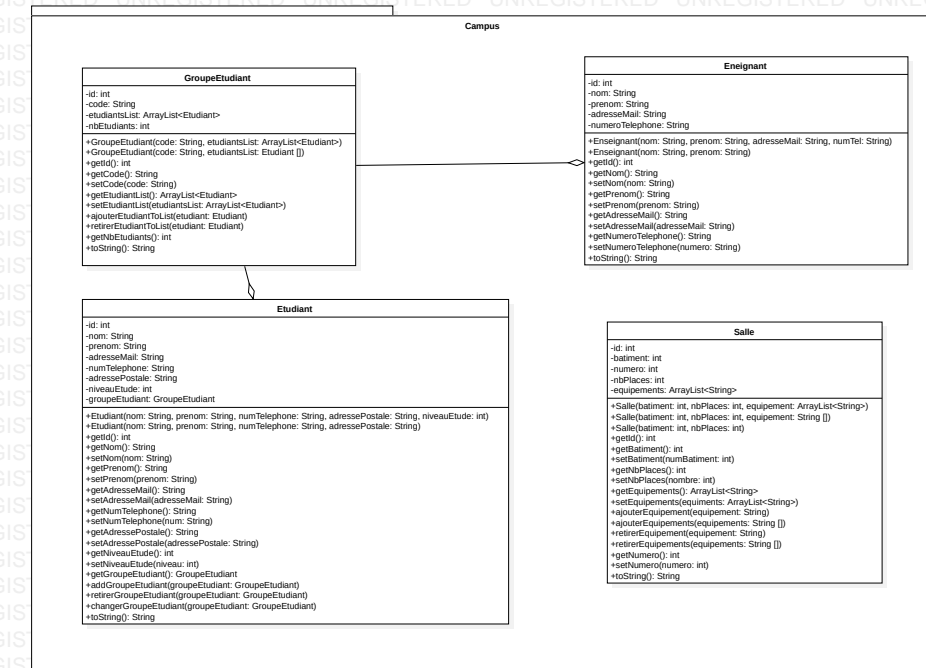 UNREGISTERED UNREGISTERED UNREGISTERED
Campus
GroupeEtudiant
-id: int
-code: String
-etudiantsList: ArrayList<Etudiant>
-nbEtudiants: int
+GroupeEtudiant(code: String, etudiantsList: ArrayList<Etudiant>)
+GroupeEtudiant(code: String, etudiantsList: Etudiant [])
+getId(): int
+getCode(): String
+setCode(code: String)
+getEtudiantList(): ArrayList<Etudiant>
+setEtudiantList(etudiantsList: ArrayList<Etudiant>)
+ajouterEtudiantToList(etudiant: Etudiant)
+retirerEtudiantToList(etudiant: Etudiant)
+getNbEtudiants(): int
+toString(): String
Eneignant
-id: int
-nom: String
-prenom: String
-adresseMail: String
-numeroTelephone: String
+Enseignant(nom: String, prenom: String, adresseMail: String, numTel: String)
+Enseignant(nom: String, prenom: String)
+getId(): int
+getNom(): String
+setNom(nom: String)
+getPrenom(): String
+setPrenom(prenom: String)
+getAdresseMail(): String
+setAdresseMail(adresseMail: String)
+getNumeroTelephone(): String
+setNumeroTelephone(numero: String)
+toString(): String
Etudiant
-id: int
-nom: String
-prenom: String
-adresseMail: String
-numTelephone: String
-adressePostale: String
-niveauEtude: int
-groupeEtudiant: GroupeEtudiant
+Etudiant(nom: String, prenom: String, numTelephone: String, adressePostale: String, niveauEtude: int)
+Etudiant(nom: String, prenom: String, numTelephone: String, adressePostale: String)
+getId(): int
+getNom(): String
+setNom(nom: String)
+getPrenom(): String
+setPrenom(prenom: String)
+getAdresseMail(): String
+setAdresseMail(adresseMail: String)
+getNumTelephone(): String
+setNumTelephone(num: String)
+getAdressePostale(): String
+setAdressePostale(adressePostale: String)
+getNiveauEtude(): int
+setNiveauEtude(niveau: int)
+getGroupeEtudiant(): GroupeEtudiant
+addGroupeEtudiant(groupeEtudiant: GroupeEtudiant)
+retirerGroupeEtudiant(groupeEtudiant: GroupeEtudiant)
+changerGroupeEtudiant(groupeEtudiant: GroupeEtudiant)
+toString(): String
Salle
-id: int
-batiment: int
-numero: int
-nbPlaces: int
-equipements: ArrayList<String>
+Salle(batiment: int, nbPlaces: int, equipement: ArrayList<String>)
+Salle(batiment: int, nbPlaces: int, equipement: String [])
+Salle(batiment: int, nbPlaces: int)
+getId(): int
+getBatiment(): int
+setBatiment(numBatiment: int)
+getNbPlaces(): int
+setNbPlaces(nombre: int)
+getEquipements(): ArrayList<String>
+setEquipements(equiments: ArrayList<String>)
+ajouterEquipement(equipement: String)
+ajouterEquipements(equipements: String [])
+retirerEquipement(equipement: String)
+retirerEquipements(equipements: String [])
+getNumero(): int
+setNumero(numero: int)
+toString(): String